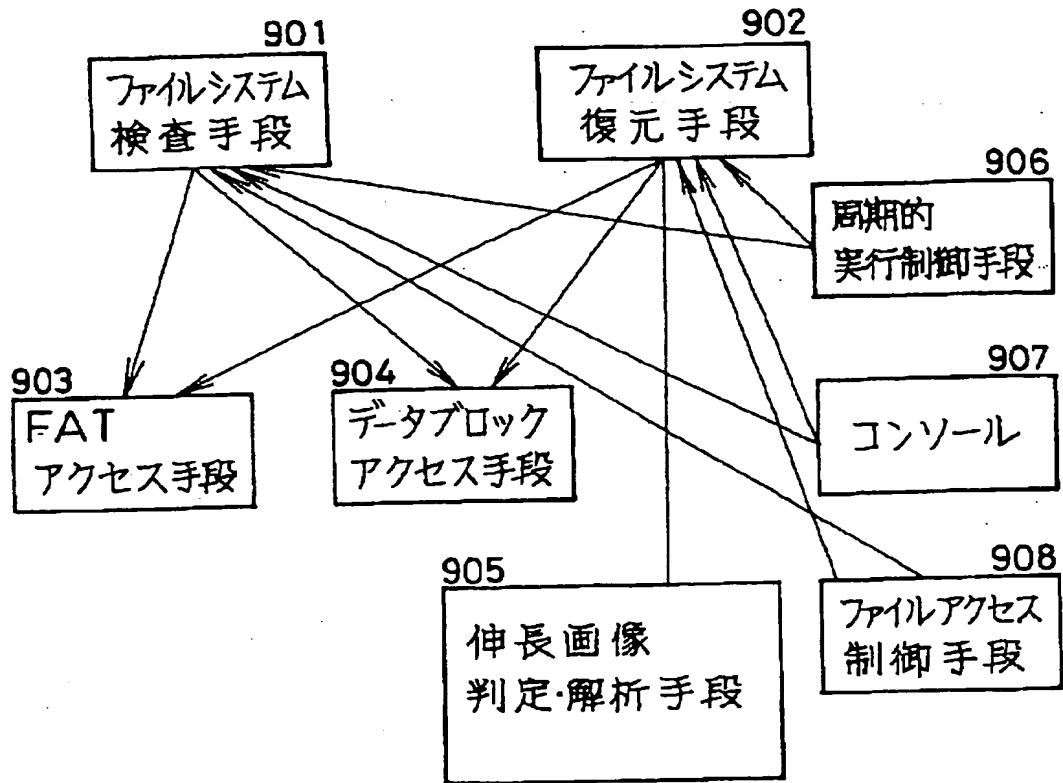 901
ファイルシステム
検査手段
902
ファイルシステム
復元手段
906
周期的
実行制御手段
903
FAT
アクセス手段
904
データブロック
アクセス手段
907
コンソール
905
伸長画像
判定・解析手段
908
ファイルアクセス
制御手段